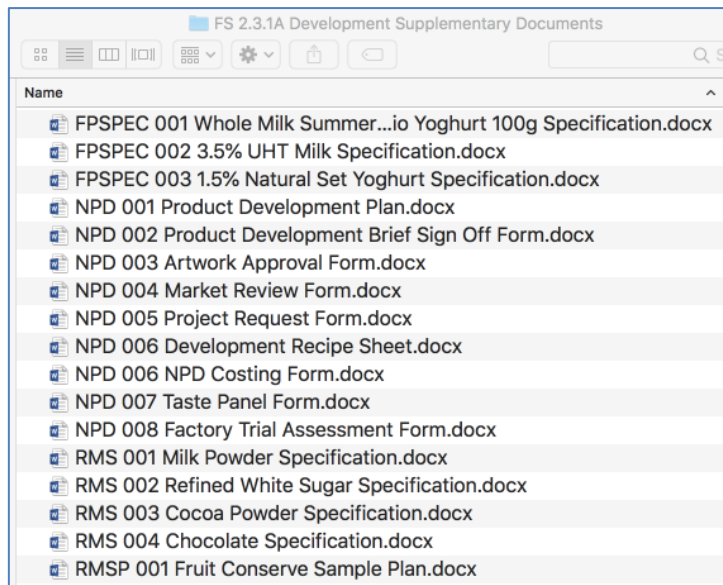 FS 2.3.1A Development Supplementary Documents
Name
FPSPEC 001 Whole Milk Summer...io Yoghurt 100g Specification.docx
FPSPEC 002 3.5% UHT Milk Specification.docx
FPSPEC 003 1.5% Natural Set Yoghurt Specification.docx
NPD 001 Product Development Plan.docx
NPD 002 Product Development Brief Sign Off Form.docx
NPD 003 Artwork Approval Form.docx
NPD 004 Market Review Form.docx
NPD 005 Project Request Form.docx
NPD 006 Development Recipe Sheet.docx
NPD 006 NPD Costing Form.docx
NPD 007 Taste Panel Form.docx
NPD 008 Factory Trial Assessment Form.docx
RMS 001 Milk Powder Specification.docx
RMS 002 Refined White Sugar Specification.docx
RMS 003 Cocoa Powder Specification.docx
RMS 004 Chocolate Specification.docx
RMSP 001 Fruit Conserve Sample Plan.docx